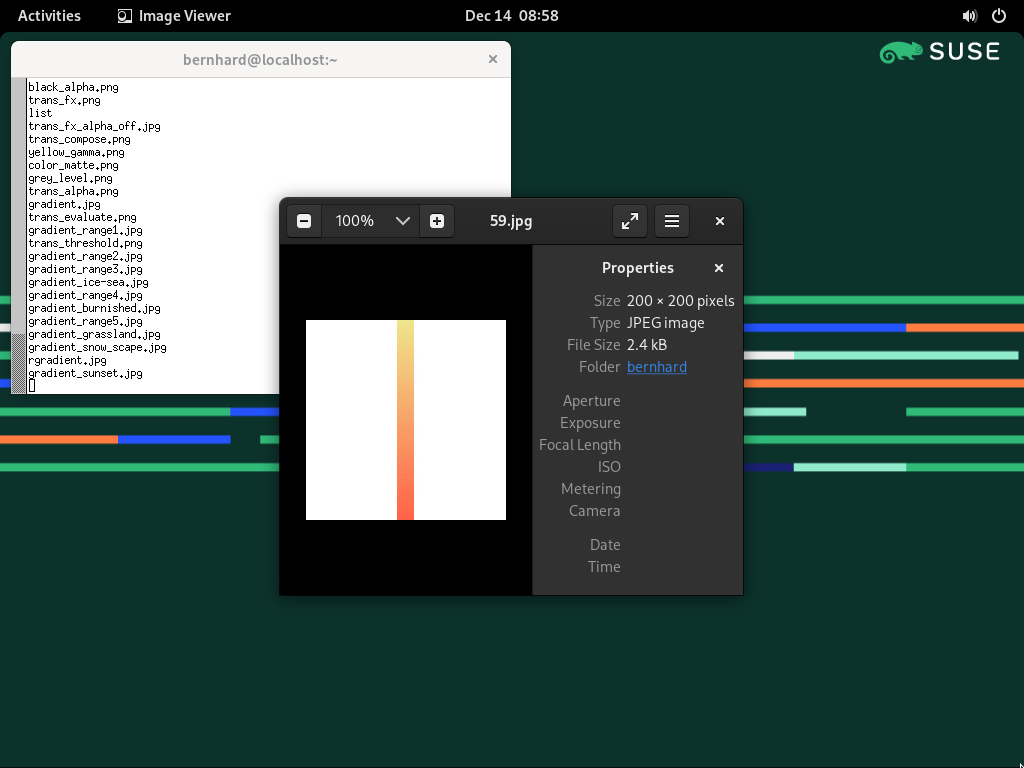 Activities Image Viewer Dec 14 08:58
SUSE
bernhard@localhost:~
black_alpha.png
trans_fx.png
list
trans_fx_alpha_off.jpg
trans_compose.png
yellow_gamma.png
color_matte.png
grey_level.png
trans_alpha.png
gradient.jpg
trans_evaluate.png
gradient_range1.jpg
trans_threshold.png
gradient_range2.jpg
gradient_range3.jpg
gradient_ice-sea.jpg
gradient_range4.jpg
gradient_burnished.jpg
gradient_range5.jpg
gradient_grassland.jpg
gradient_snow_scape.jpg
rgradient.jpg
gradient_sunset.jpg
100% 59.jpg
Properties
Size 200 × 200 pixels
Type JPEG image
File Size 2.4 kB
Folder bernhard
Aperture
Exposure
Focal Length
ISO
Metering
Camera
Date
Time